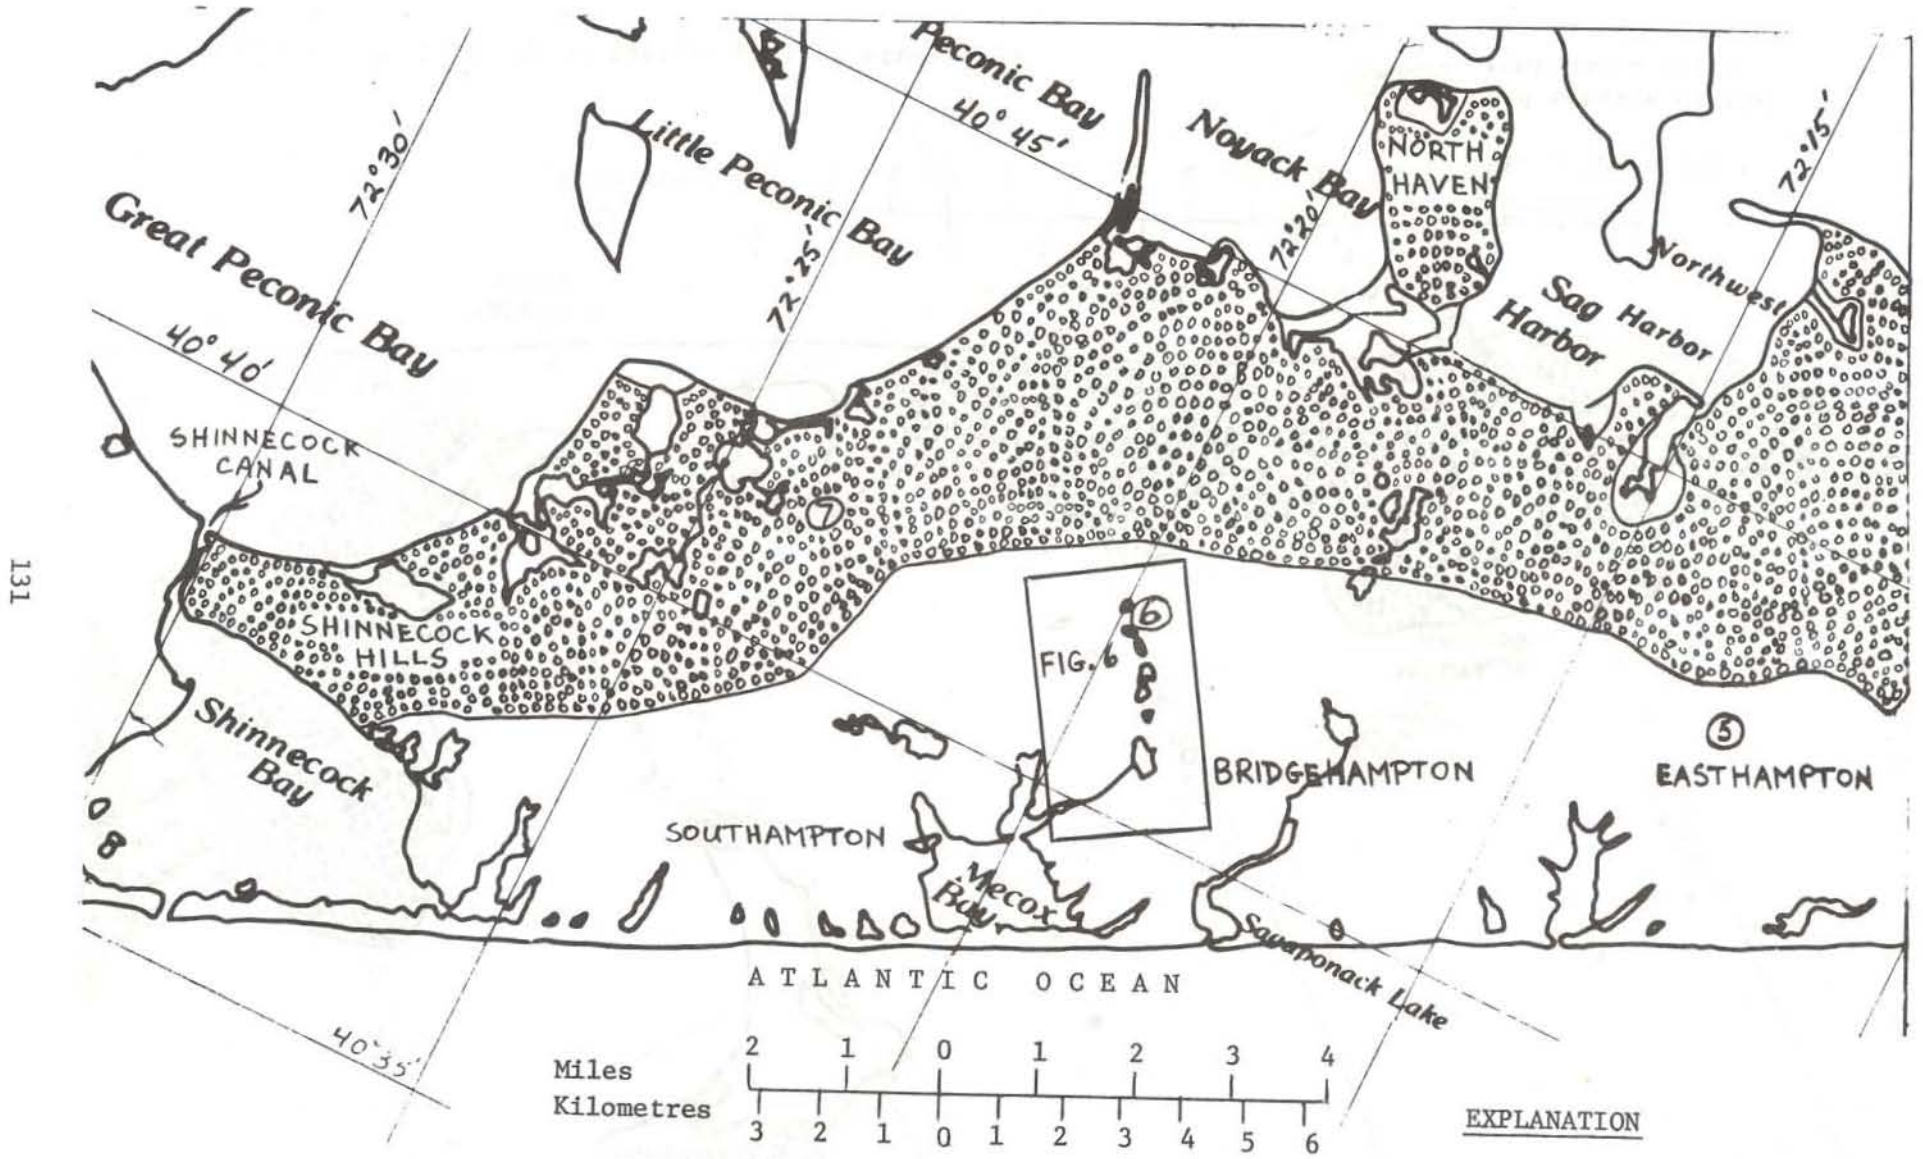 Peconic Bay
40° 45'
Noyack Bay
NORTH
HAVEN
72° 15'
72° 30'
Little Peconic Bay
72° 25'
72° 20'
Great Peconic Bay
Northwest
Harbor
Sag
Harbor
40° 40'
SHINNECOCK
CANAL
7
131
SHINNECOCK
HILLS
6
FIG. 6
Shinnecock
Bay
5
BRIDGEHAMPTON
EASTHAMPTON
SOUTHAMPTON
Mecox
Bay
Sagaponack Lake
ATLANTIC OCEAN
40° 35'
2 1 0 1 2 3 4
Miles
Kilometres
3 2 1 0 1 2 3 4 5 6
EXPLANATION